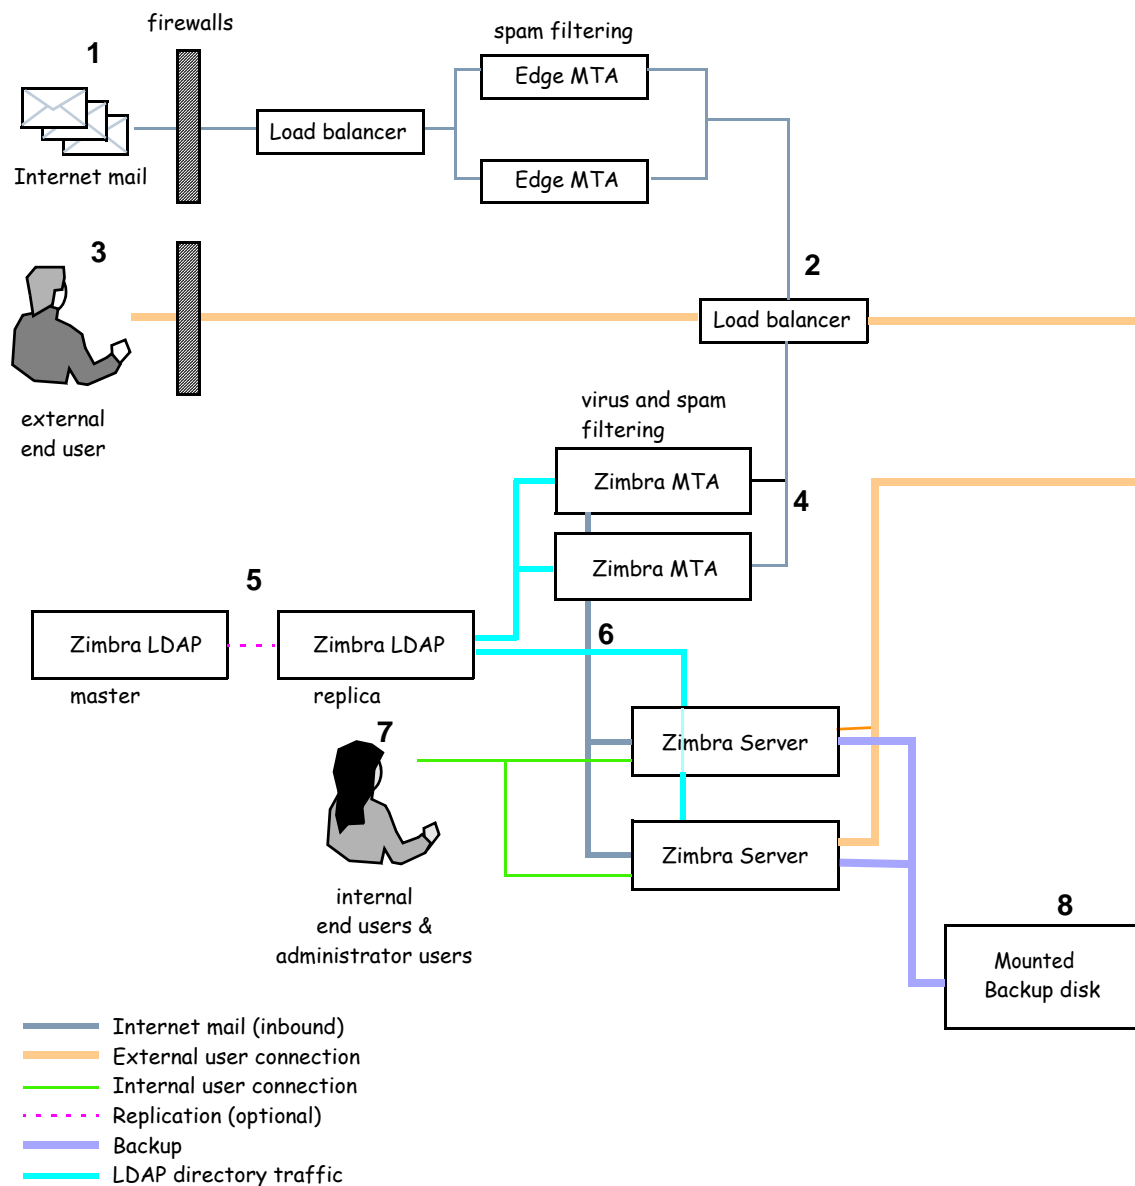 firewalls
1
spam filtering
Edge MTA
Load balancer
Internet mail
Edge MTA
3
2
Load balancer
external
end user
virus and spam
filtering
Zimbra MTA
4
Zimbra MTA
5
6
Zimbra LDAP
Zimbra LDAP
master
replica
7
Zimbra Server
Zimbra Server
internal
end users &
administrator users
8
Mounted
Backup disk
Internet mail (inbound)
External user connection
Internal user connection
Replication (optional)
Backup
LDAP directory traffic